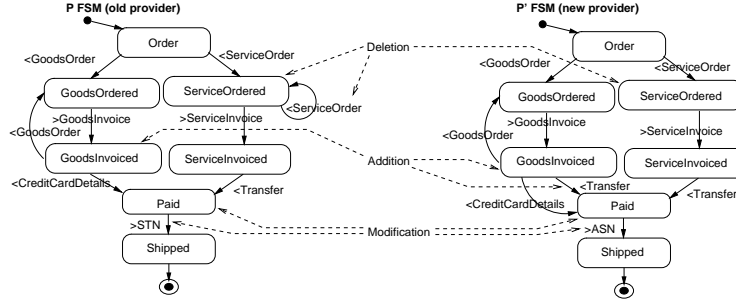 P FSM (old provider)
P' FSM (new provider)
Order
Order
<GoodsOrder
<ServiceOrder
Deletion
<GoodsOrder
<ServiceOrder
GoodsOrdered
ServiceOrdered
GoodsOrdered
ServiceOrdered
<ServiceOrder
>GoodsInvoice
>ServiceInvoice
>GoodsInvoice
>ServiceInvoice
<GoodsOrder
<GoodsOrder
GoodsInvoiced
ServiceInvoiced
Addition
GoodsInvoiced
ServiceInvoiced
<CreditCardDetails
<Transfer
<Transfer
<Transfer
<CreditCardDetails
Paid
Paid
>STN
Modification
>ASN
Shipped
Shipped